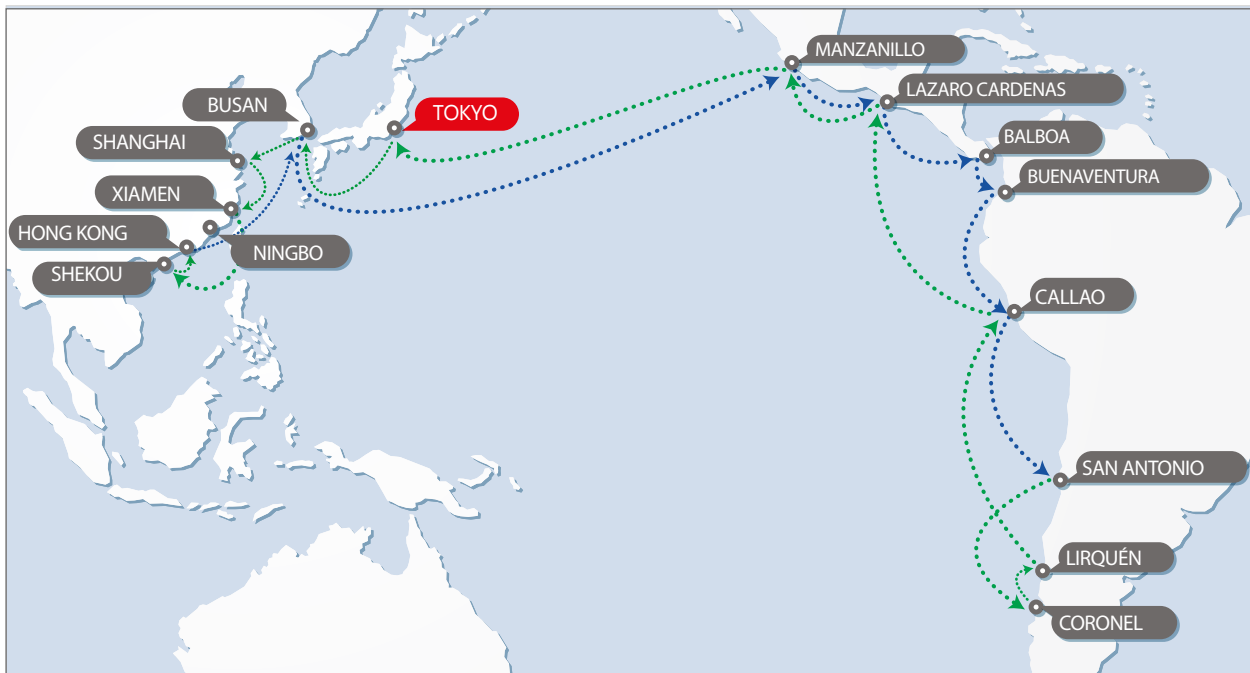 MANZANILLO
LAZARO CARDENAS
BUSAN
TOKYO
SHANGHAI
BALBOA
BUENAVENTURA
XIAMEN
HONG KONG
NINGBO
SHEKOU
CALLAO
SAN ANTONIO
LIRQUÉN
CORONEL